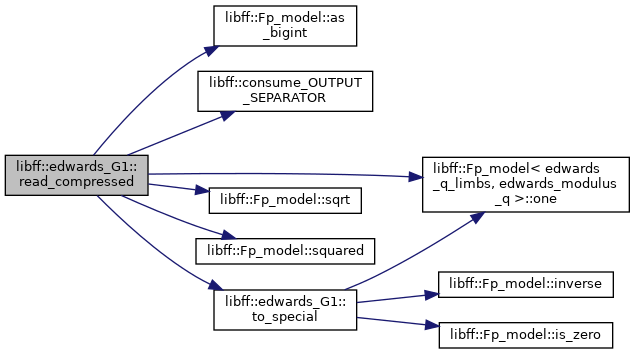 libff::Fp_model::as
_bigint
libff::consume_OUTPUT
_SEPARATOR
libff::edwards_G1::
read_compressed
libff::Fp_model< edwards
_q_limbs, edwards_modulus
_q >::one
libff::Fp_model::sqrt
libff::Fp_model::squared
libff::edwards_G1::
to_special
libff::Fp_model::inverse
libff::Fp_model::is_zero